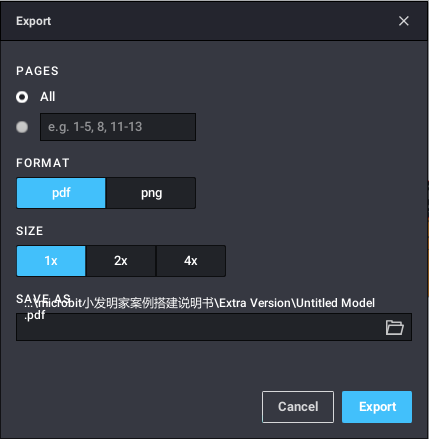 Export
PAGES
All
e.g. 1-5, 8, 11-13
FORMAT
pdf png
SIZE
1x 2x 4x
SAVE AS
...\microbit小发明家案例搭建说明书\Extra Version\Untitled Model
.pdf
Cancel Export